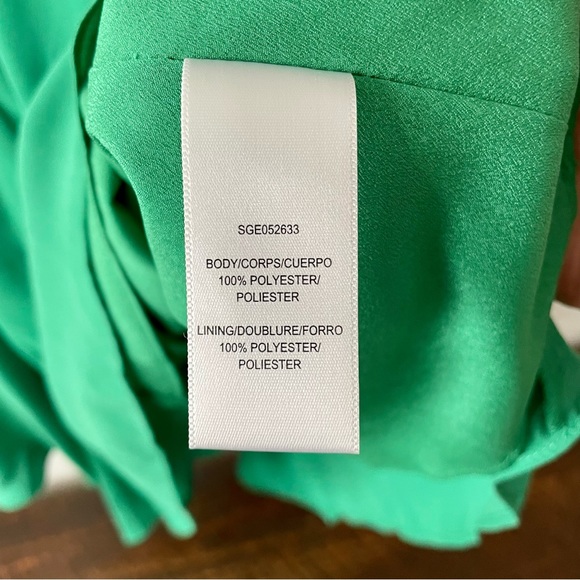 SGE052633
BODY/CORPS/CUERPO
100% POLYESTER/
POLIESTER
LINING/DOUBLURE/FORRO
100% POLYESTER/
POLIESTER